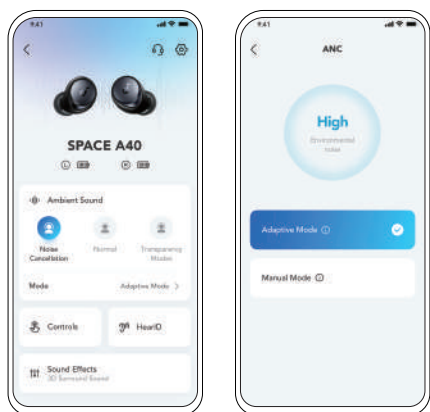 9:41
SPACE A40
L
R
Ambient Sound
Noise
Cancellation
Normal
Transparency
Modes
Mode
Adaptive Mode
Controls
HearID
Sound Effects
3D Surround Sound
9:41
ANC
High
Environmental
noise
Adaptive Mode
Manual Mode